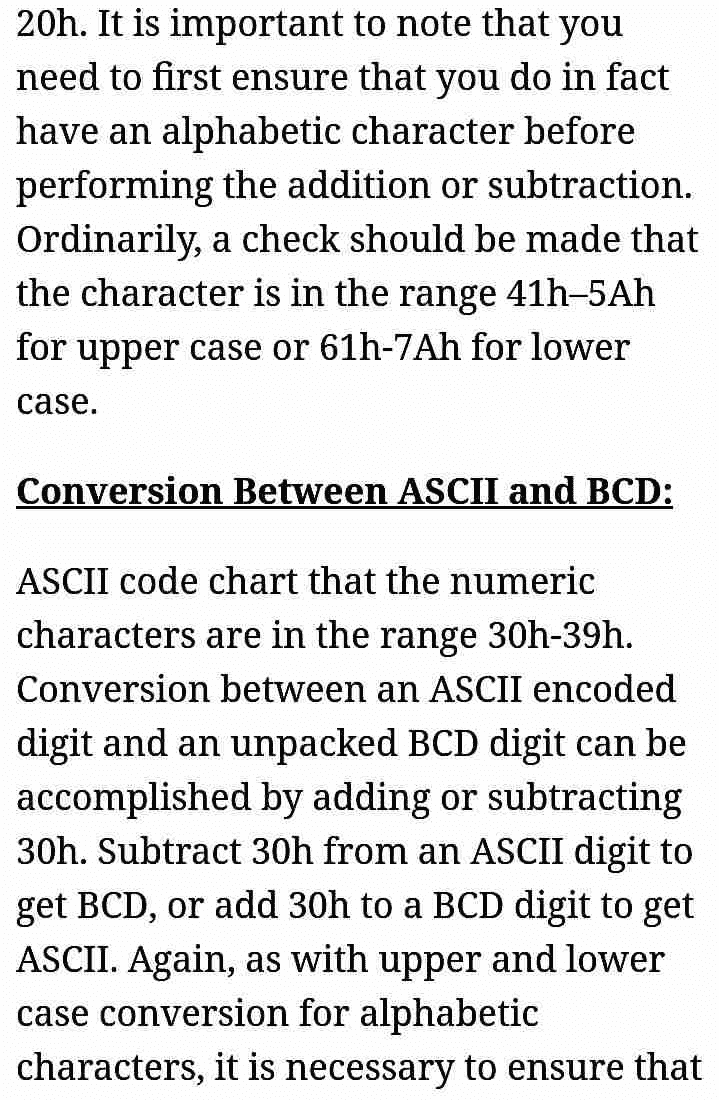 20h. It is important to note that you
need to first ensure that you do in fact
have an alphabetic character before
performing the addition or subtraction.
Ordinarily, a check should be made that
the character is in the range 41h–5Ah
for upper case or 61h-7Ah for lower
case.
Conversion Between ASCII and BCD:
ASCII code chart that the numeric
characters are in the range 30h-39h.
Conversion between an ASCII encoded
digit and an unpacked BCD digit can be
accomplished by adding or subtracting
30h. Subtract 30h from an ASCII digit to
get BCD, or add 30h to a BCD digit to get
ASCII. Again, as with upper and lower
case conversion for alphabetic
characters, it is necessary to ensure that